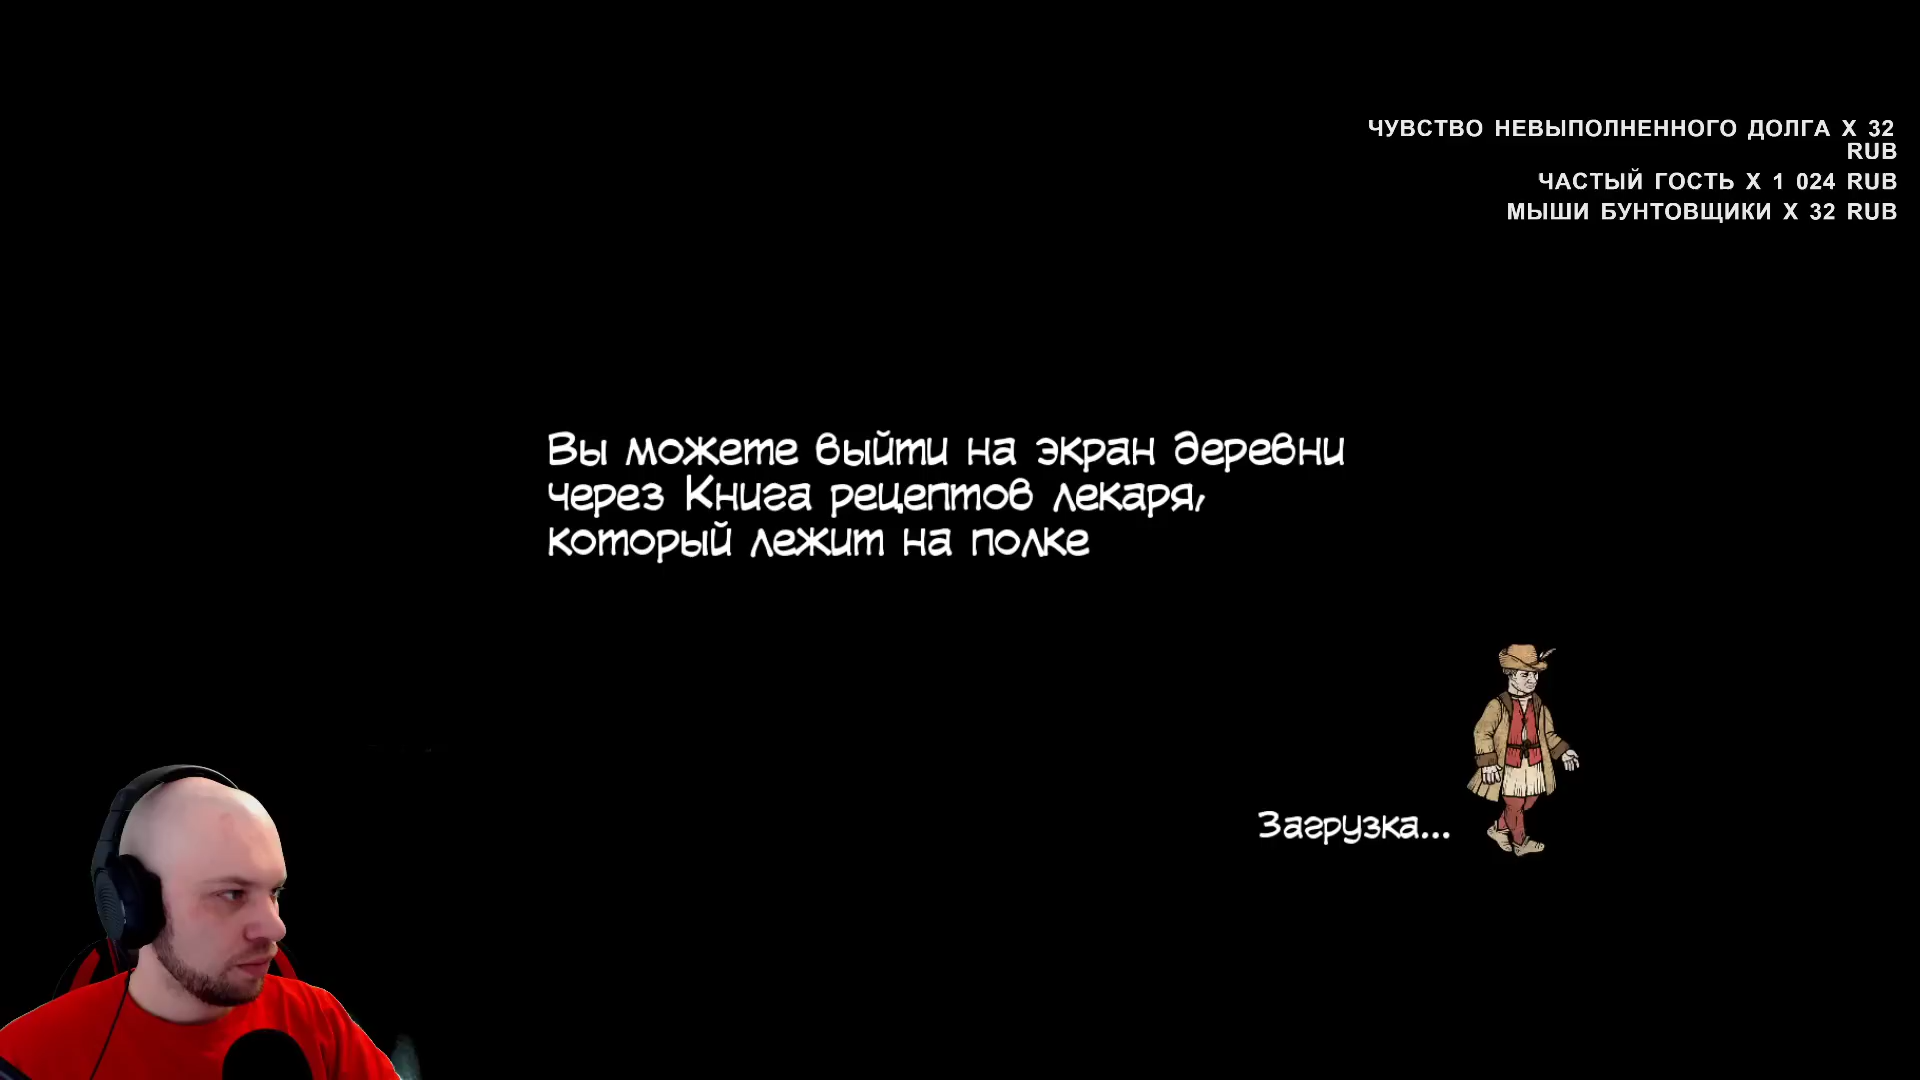 ЧУВСТВО НЕВЫПОЛНЕННОГО ДОЛГА X 32
RUB
ЧАСТЫЙ ГОСТЬ X 1 024 RUB
МЫШИ БУНТОВЩИКИ X 32 RUB
Вы можете выйти на экран деревни
через Книга рецептов лекаря,
который лежит на полке
Загрузка...